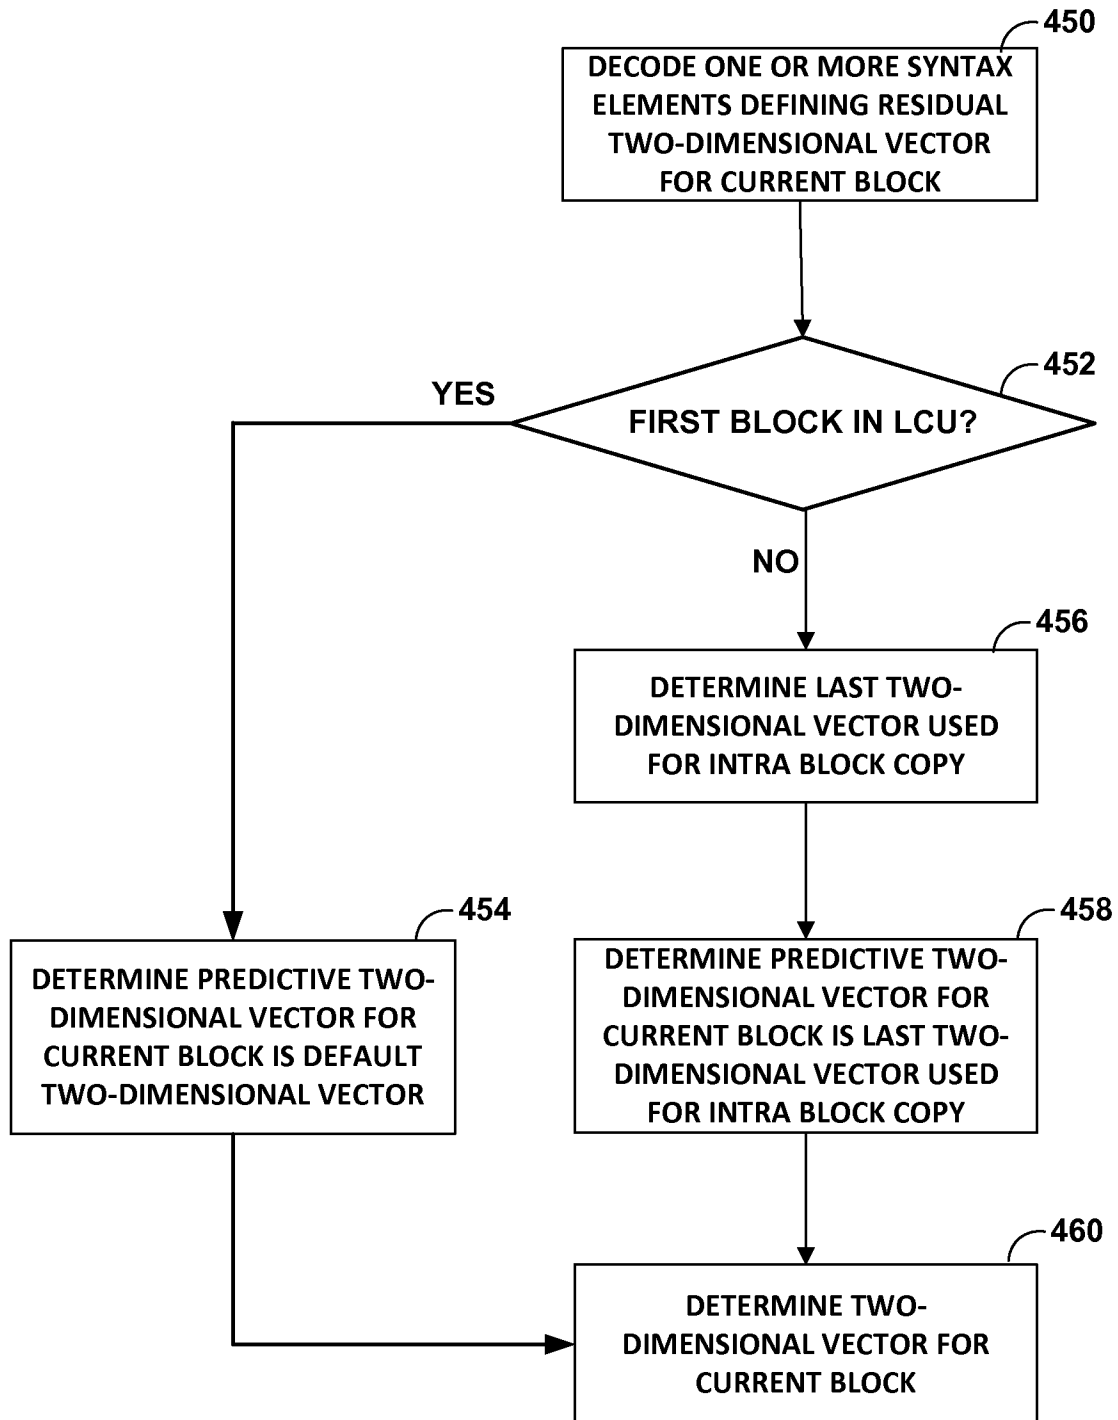 450
DECODE ONE OR MORE SYNTAX
ELEMENTS DEFINING RESIDUAL
TWO-DIMENSIONAL VECTOR
FOR CURRENT BLOCK
452
FIRST BLOCK IN LCU?
YES
NO
456
DETERMINE LAST TWO-
DIMENSIONAL VECTOR USED
FOR INTRA BLOCK COPY
454
DETERMINE PREDICTIVE TWO-
DIMENSIONAL VECTOR FOR
CURRENT BLOCK IS DEFAULT
TWO-DIMENSIONAL VECTOR
458
DETERMINE PREDICTIVE TWO-
DIMENSIONAL VECTOR FOR
CURRENT BLOCK IS LAST TWO-
DIMENSIONAL VECTOR USED
FOR INTRA BLOCK COPY
460
DETERMINE TWO-
DIMENSIONAL VECTOR FOR
CURRENT BLOCK